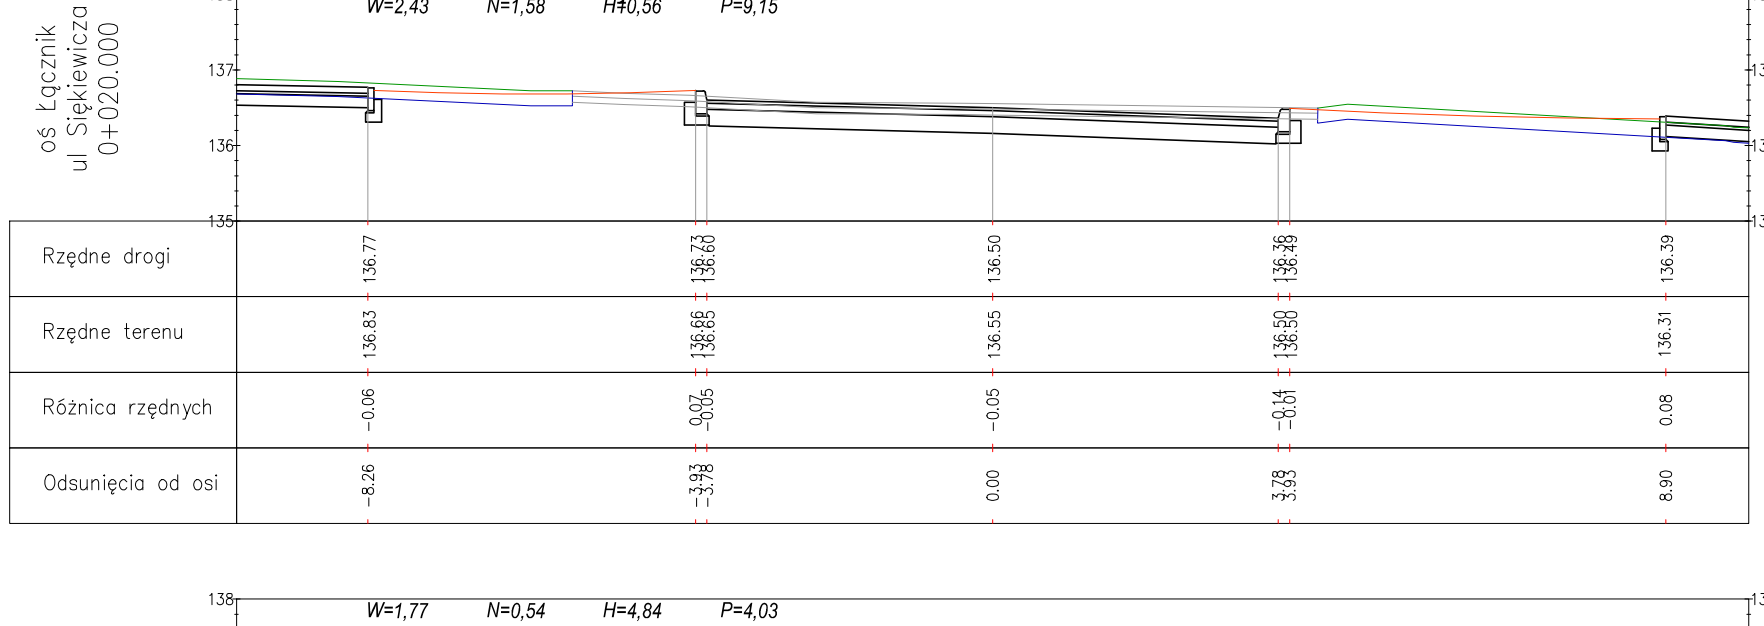 W=2,43 N=1,58 H=0,56 P=9,15
oś Łącznik
ul Siękiewicza
0+020.000
137
136
135
Rzędne drogi 136.77 136.73 136.60 136.50 136.36 136.49 136.39
Rzędne terenu 136.83 136.66 136.65 136.55 136.50 136.50 136.31
Różnica rzędnych -0.06 0.07 -0.05 -0.05 -0.14 -0.01 0.08
Odsunięcia od osi -8.26 -3.93 -3.78 0.00 3.78 3.93 8.90
138
W=1,77 N=0,54 H=4,84 P=4,03